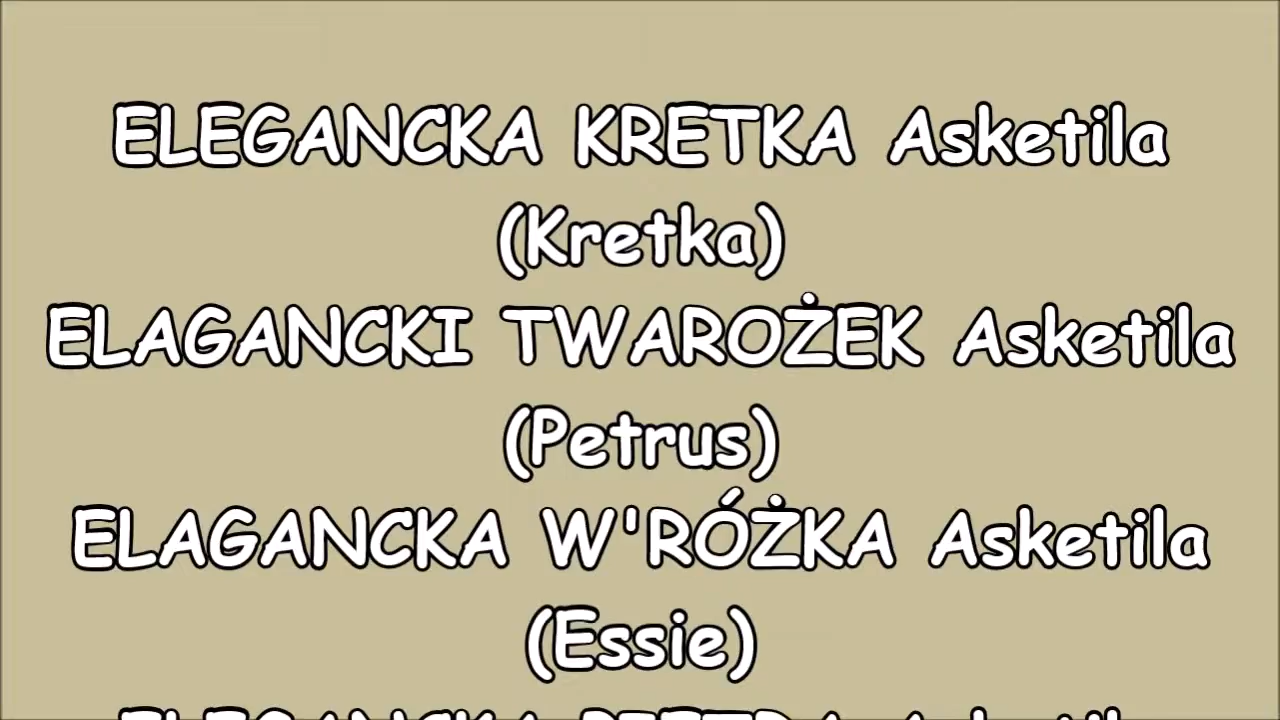 ELEGANCKA KRETKA Asketila
(Kretka)
ELAGANCKI TWAROŻEK Asketila
(Petrus)
ELAGANCKA W'RÓŻKA Asketila
(Essie)